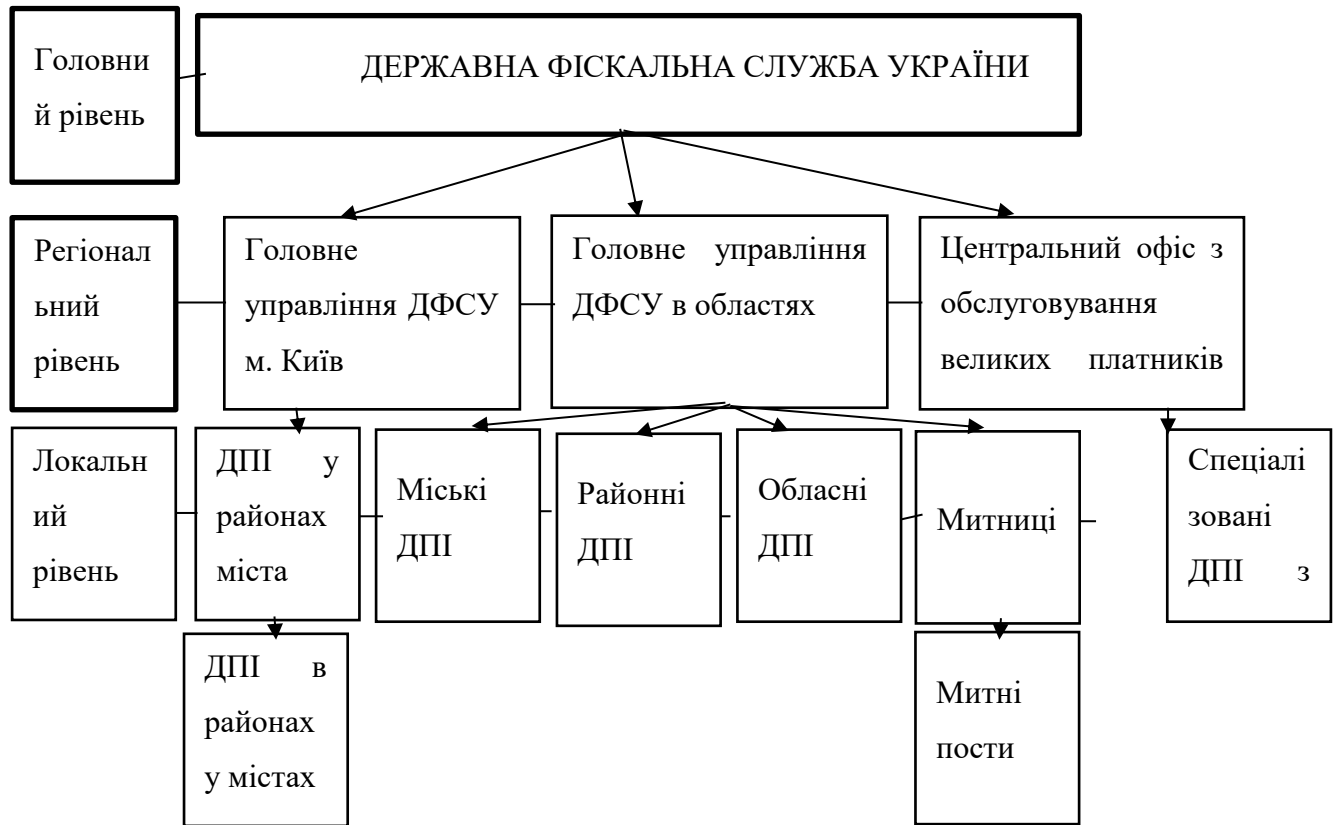 Головни
й рівень
ДЕРЖАВНА ФІСКАЛЬНА СЛУЖБА УКРАЇНИ
Регіонал
ьний
рівень
Головне
управління ДФСУ
м. Київ
Головне управління
ДФСУ в областях
Центральний офіс з
обслуговування
великих платників
Локальн
ий
рівень
ДПІ у
районах
міста
Міські
ДПІ
Районні
ДПІ
Обласні
ДПІ
Митниці
Спеціалі
зовані
ДПІ з
ДПІ в
районах
у містах
Митні
пости